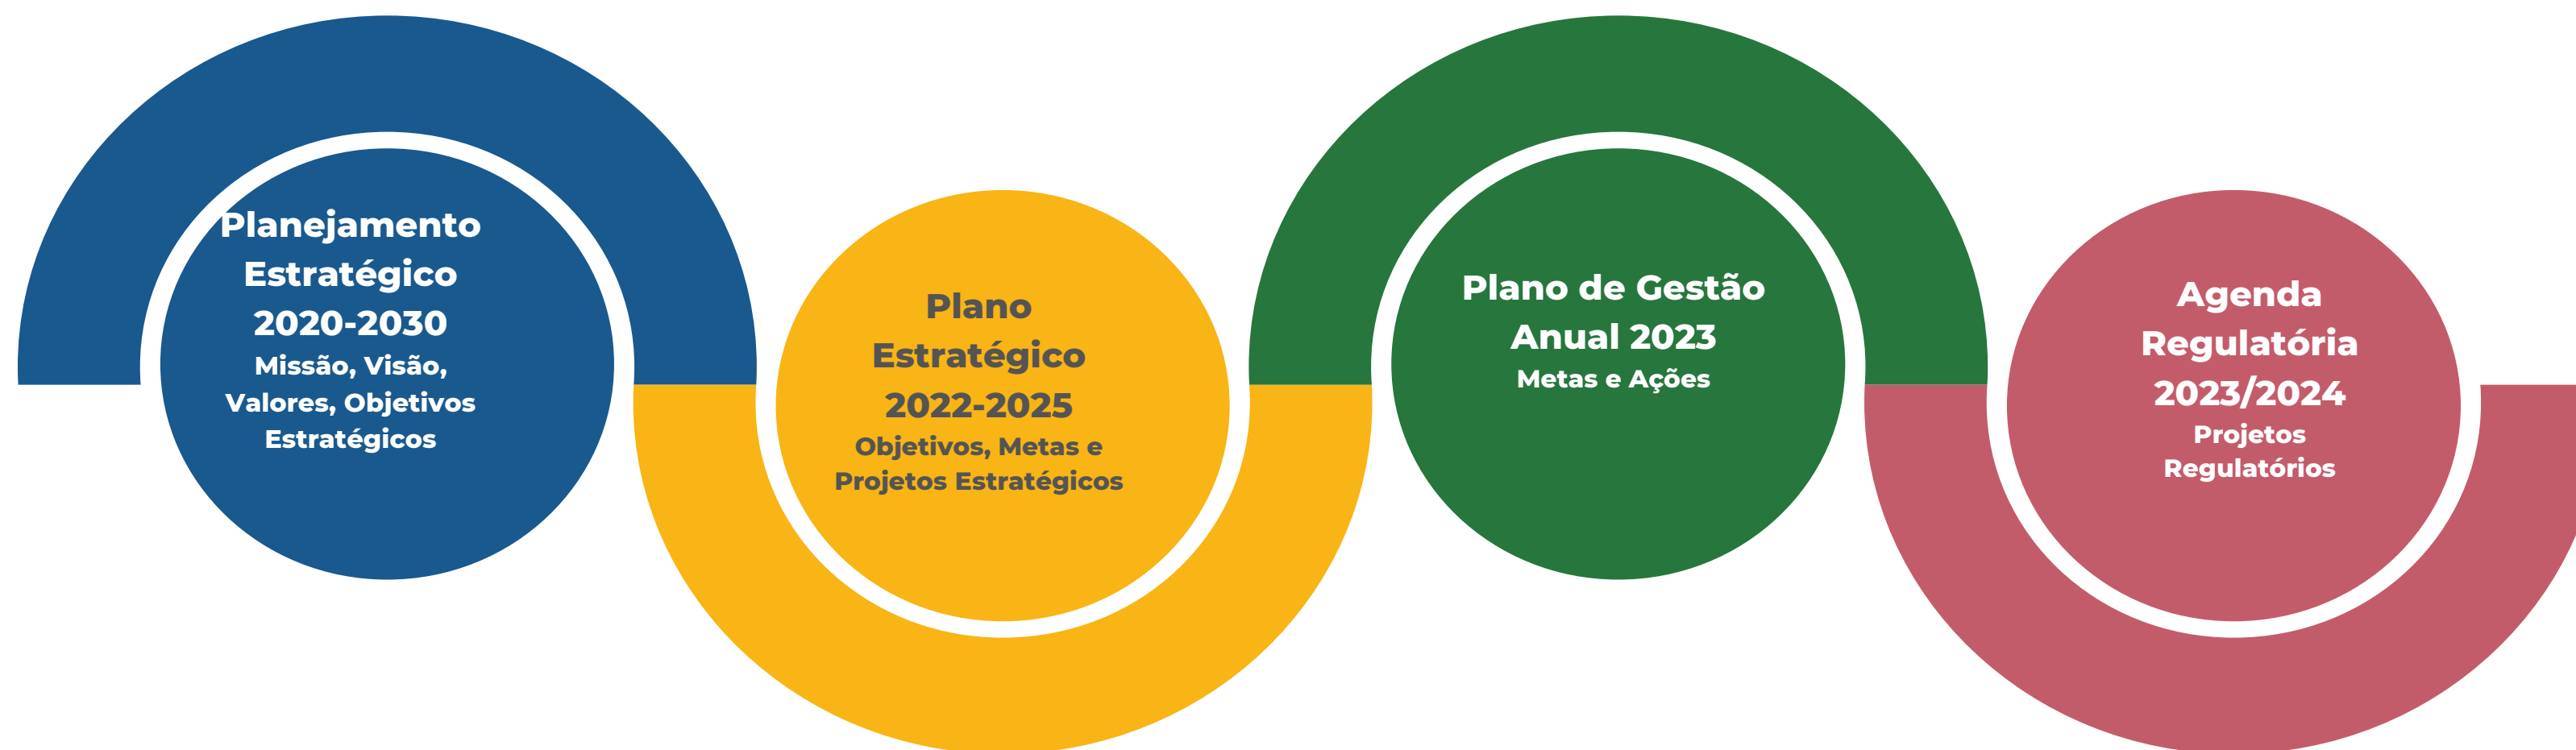 Planejamento
Estratégico
2020-2030
Missão, Visão,
Valores, Objetivos
Estratégicos
Plano
Estratégico
2022-2025
Objetivos, Metas e
Projetos Estratégicos
Plano de Gestão
Anual 2023
Metas e Ações
Agenda
Regulatória
2023/2024
Projetos
Regulatórios